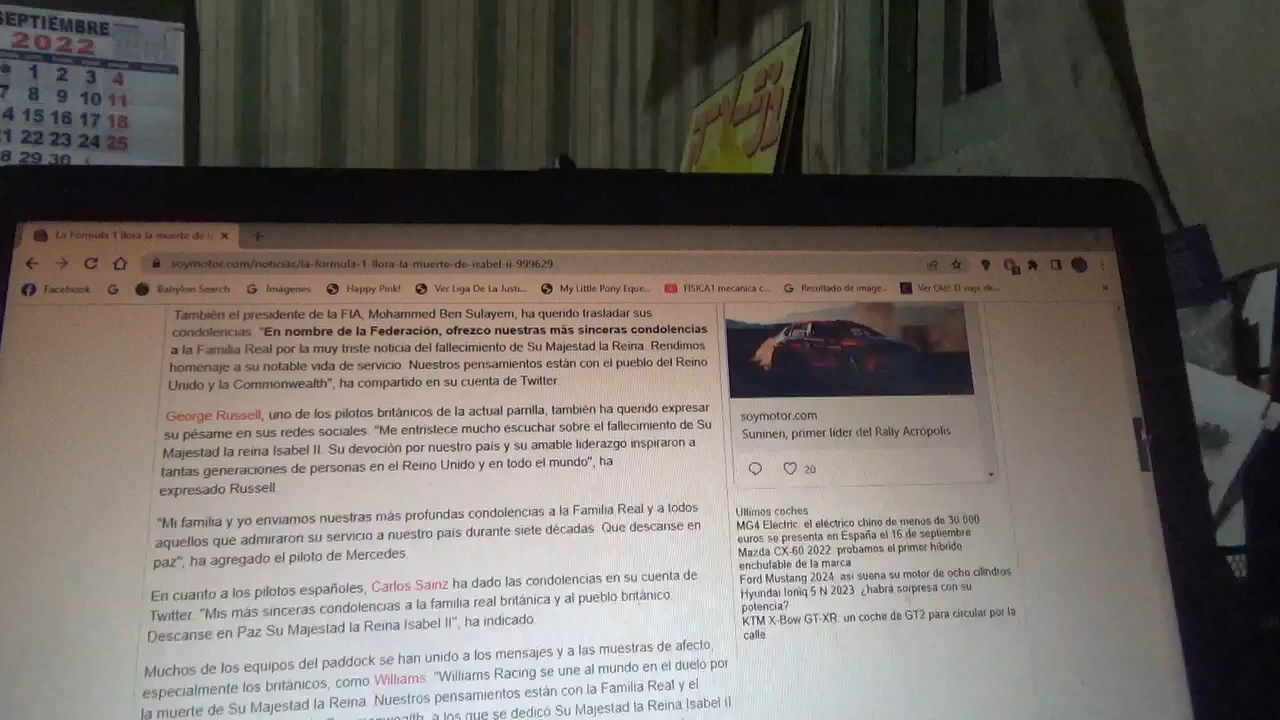 SEPTIEMBRE
2022
1 2 3 4
7 8 9 10 11
4 15 16 17 18
1 22 23 24 25
8 29 30
La Fórmula 1 llora la muerte de
soymotor.com/noticias/la-formula-1-llora-la-muerte-de-isabel-ii-999629
Facebook Babylon Search Imágenes Happy Pink! Ver Liga De La Justi... My Little Pony Eque... FISICA1 mecanica c... Resultado de image... Ver Olé! El viaje de...
También el presidente de la FIA, Mohammed Ben Sulayem, ha querido trasladar sus
condolencias. "En nombre de la Federación, ofrezco nuestras más sinceras condolencias
a la Familia Real por la muy triste noticia del fallecimiento de Su Majestad la Reina. Rendimos
homenaje a su notable vida de servicio. Nuestros pensamientos están con el pueblo del Reino
Unido y la Commonwealth", ha compartido en su cuenta de Twitter.
George Russell, uno de los pilotos británicos de la actual parrilla, también ha querido expresar
su pésame en sus redes sociales. "Me entristece mucho escuchar sobre el fallecimiento de Su
Majestad la reina Isabel II. Su devoción por nuestro país y su amable liderazgo inspiraron a
tantas generaciones de personas en el Reino Unido y en todo el mundo", ha
expresado Russell.
"Mi familia y yo enviamos nuestras más profundas condolencias a la Familia Real y a todos
aquellos que admiraron su servicio a nuestro país durante siete décadas. Que descanse en
paz", ha agregado el piloto de Mercedes.
En cuanto a los pilotos españoles, Carlos Sainz ha dado las condolencias en su cuenta de
Twitter. "Mis más sinceras condolencias a la familia real británica y al pueblo británico.
Descanse en Paz Su Majestad la Reina Isabel II", ha indicado.
Muchos de los equipos del paddock se han unido a los mensajes y a las muestras de afecto,
especialmente los británicos, como Williams. "Williams Racing se une al mundo en el duelo por
la muerte de Su Majestad la Reina. Nuestros pensamientos están con la Familia Real y el
a los que se dedicó Su Majestad la Reina Isabel II
soymotor.com
Suninen, primer líder del Rally Acrópolis
20
Últimos coches
MG4 Electric: el eléctrico chino de menos de 30.000
euros se presenta en España el 16 de septiembre
Mazda CX-60 2022: probamos el primer híbrido
enchufable de la marca
Ford Mustang 2024: así suena su motor de ocho cilindros
Hyundai Ioniq 5 N 2023: ¿habrá sorpresa con su
potencia?
KTM X-Bow GT-XR: un coche de GT2 para circular por la
calle